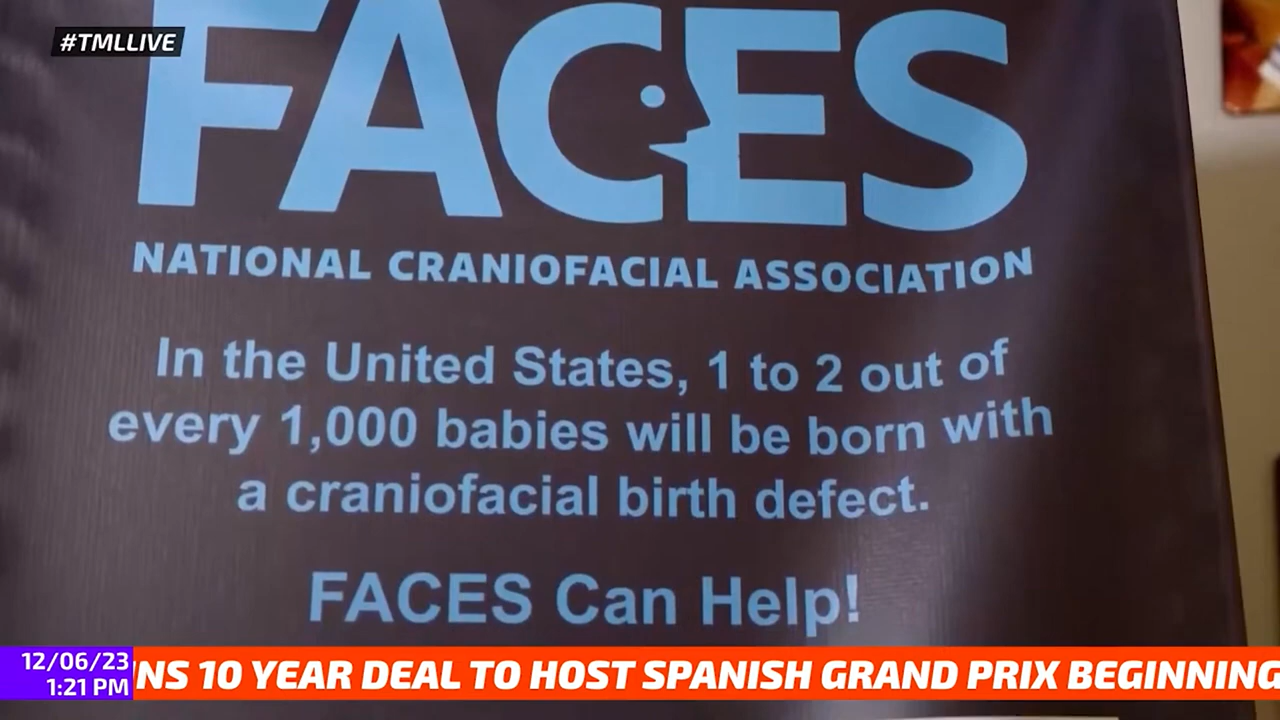 #TMLLIVE
FACES
NATIONAL CRANIOFACIAL ASSOCIATION
In the United States, 1 to 2 out of
every 1,000 babies will be born with
a craniofacial birth defect.
FACES Can Help!
12/06/23
1:21 PM
NS 10 YEAR DEAL TO HOST SPANISH GRAND PRIX BEGINNING